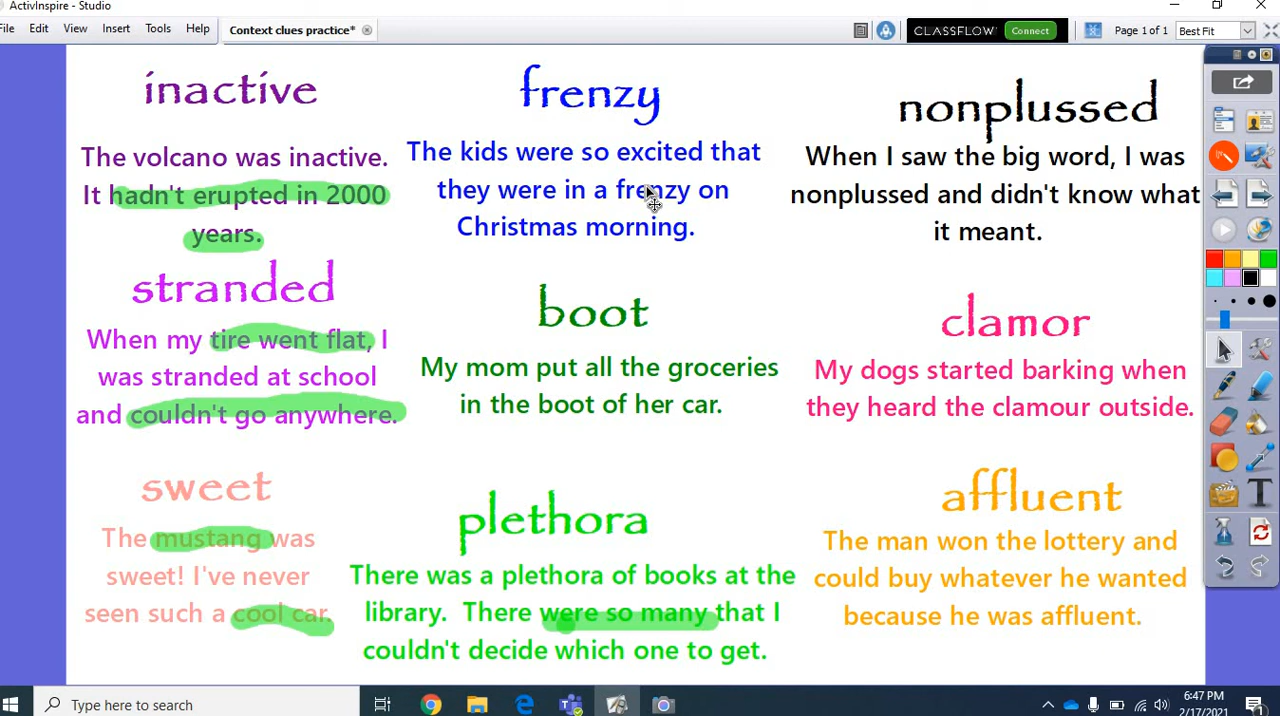 ActivInspire - Studio
File Edit View Insert Tools Help
Context clues practice*
CLASSFLOW Connect
Page 1 of 1
Best Fit
inactive
The volcano was inactive.
It hadn't erupted in 2000
years.
frenzy
The kids were so excited that
they were in a frenzy on
Christmas morning.
nonplussed
When I saw the big word, I was
nonplussed and didn't know what
it meant.
stranded
When my tire went flat, I
was stranded at school
and couldn't go anywhere.
boot
My mom put all the groceries
in the boot of her car.
clamor
My dogs started barking when
they heard the clamour outside.
sweet
The mustang was
sweet! I've never
seen such a cool car.
plethora
There was a plethora of books at the
library. There were so many that I
couldn't decide which one to get.
affluent
The man won the lottery and
could buy whatever he wanted
because he was affluent.
T
Type here to search
6:47 PM
2/17/2021